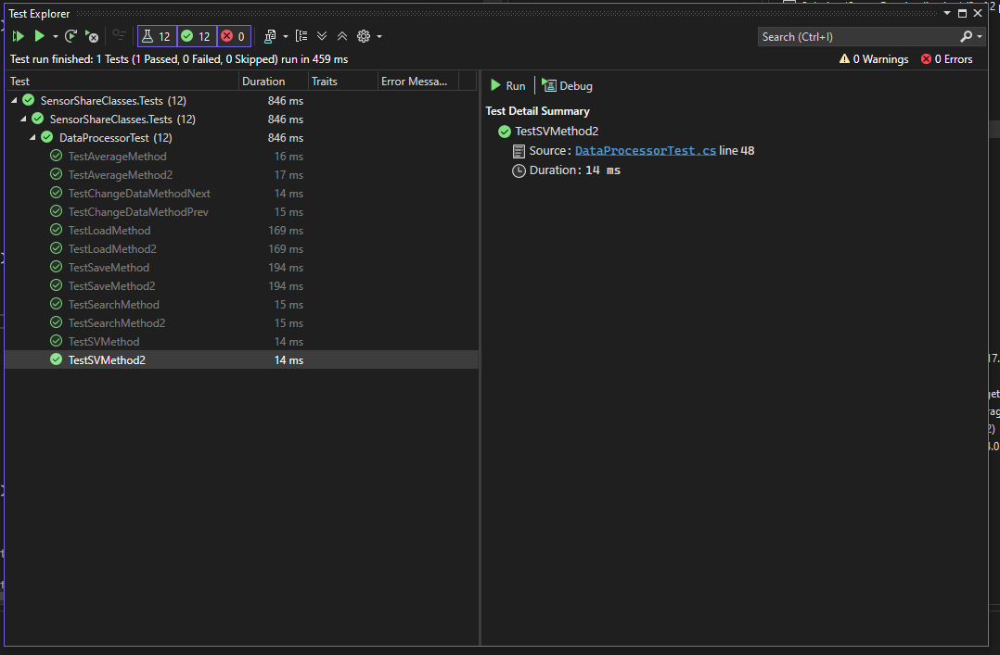 Test Explorer
12 12 0
Search (Ctrl+I)
Test run finished: 1 Tests (1 Passed, 0 Failed, 0 Skipped) run in 459 ms
0 Warnings 0 Errors
Test Duration Traits Error Messa...
SensorShareClasses.Tests (12) 846 ms
SensorShareClasses.Tests (12) 846 ms
DataProcessorTest (12) 846 ms
TestAverageMethod 16 ms
TestAverageMethod2 17 ms
TestChangeDataMethodNext 14 ms
TestChangeDataMethodPrev 15 ms
TestLoadMethod 169 ms
TestLoadMethod2 169 ms
TestSaveMethod 194 ms
TestSaveMethod2 194 ms
TestSearchMethod 15 ms
TestSearchMethod2 15 ms
TestSVMethod 14 ms
TestSVMethod2 14 ms
Run Debug
Test Detail Summary
TestSVMethod2
Source: DataProcessorTest.cs line 48
Duration: 14 ms